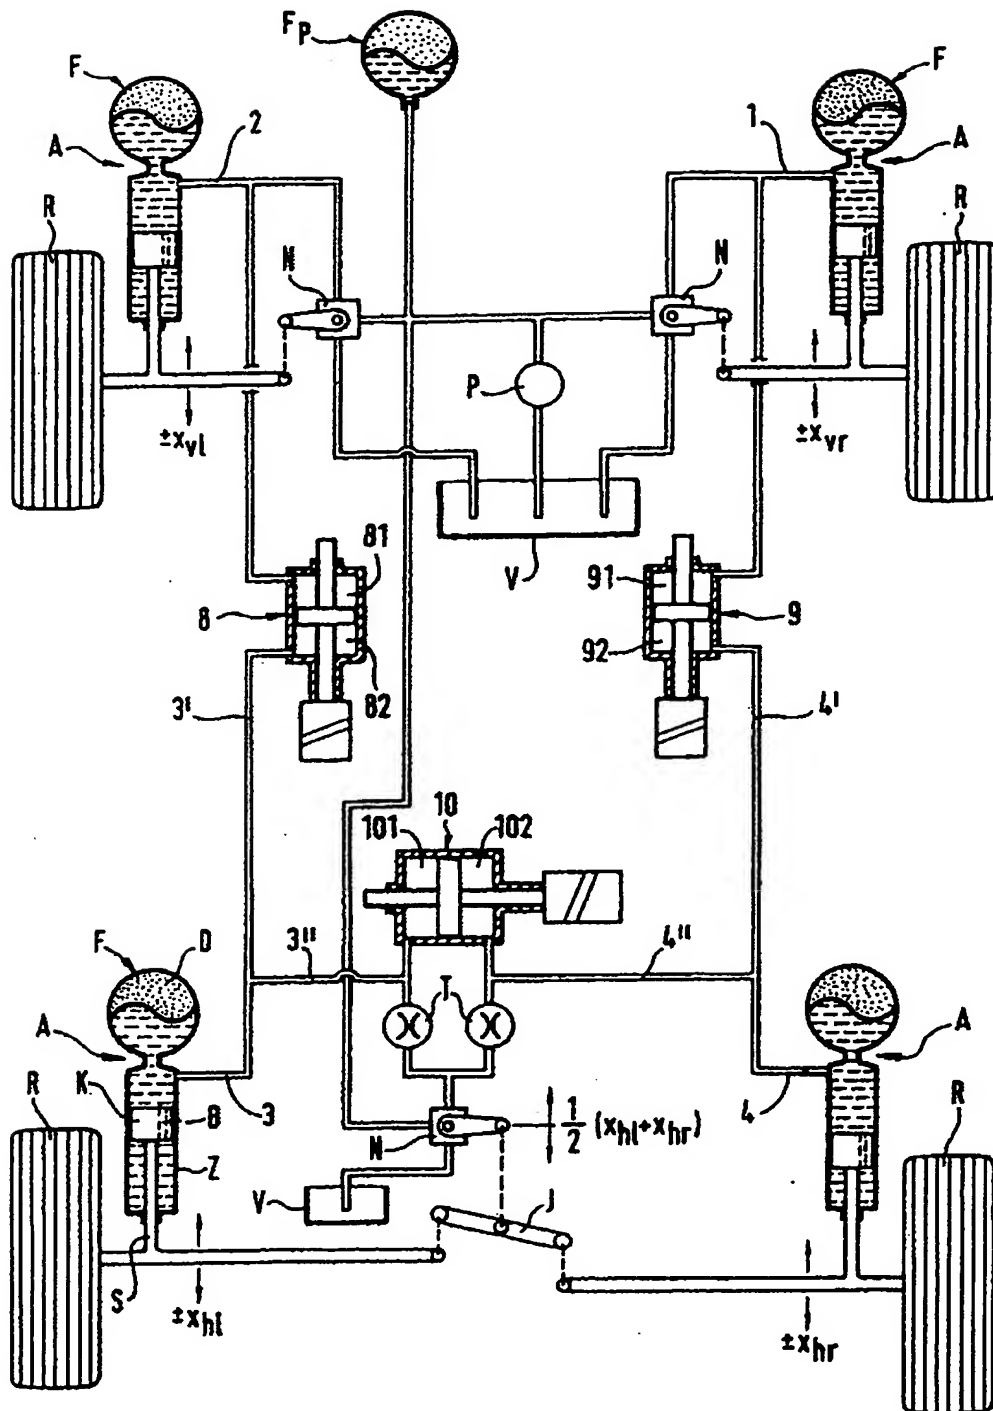 F_P
F
F
2
1
A
A
R
R
N
N
P
±x_vl
±x_vr
V
81
91
8
9
82
92
3'
4'
10
101
102
3''
4''
F
D
T
A
A
K
B
3
4
R
R
Z
N
1/2 (x_hl + x_hr)
V
J
S
±x_hl
±x_hr